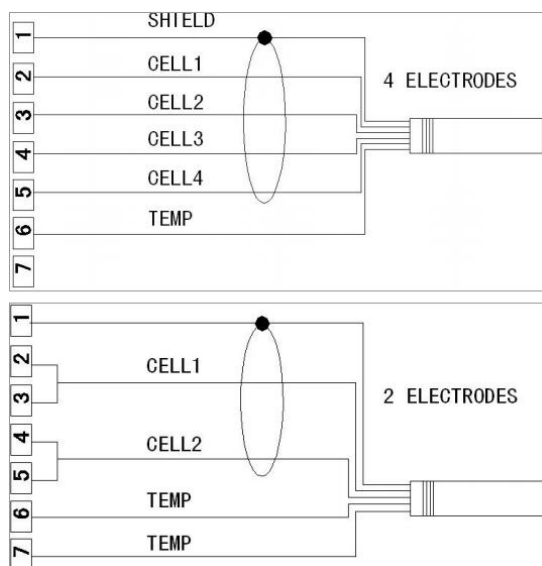 1 SHIELD
2 CELL1
4 ELECTRODES
3 CELL2
4 CELL3
5 CELL4
6 TEMP
7
1
2
CELL1
3
2 ELECTRODES
4
CELL2
5
6 TEMP
7 TEMP